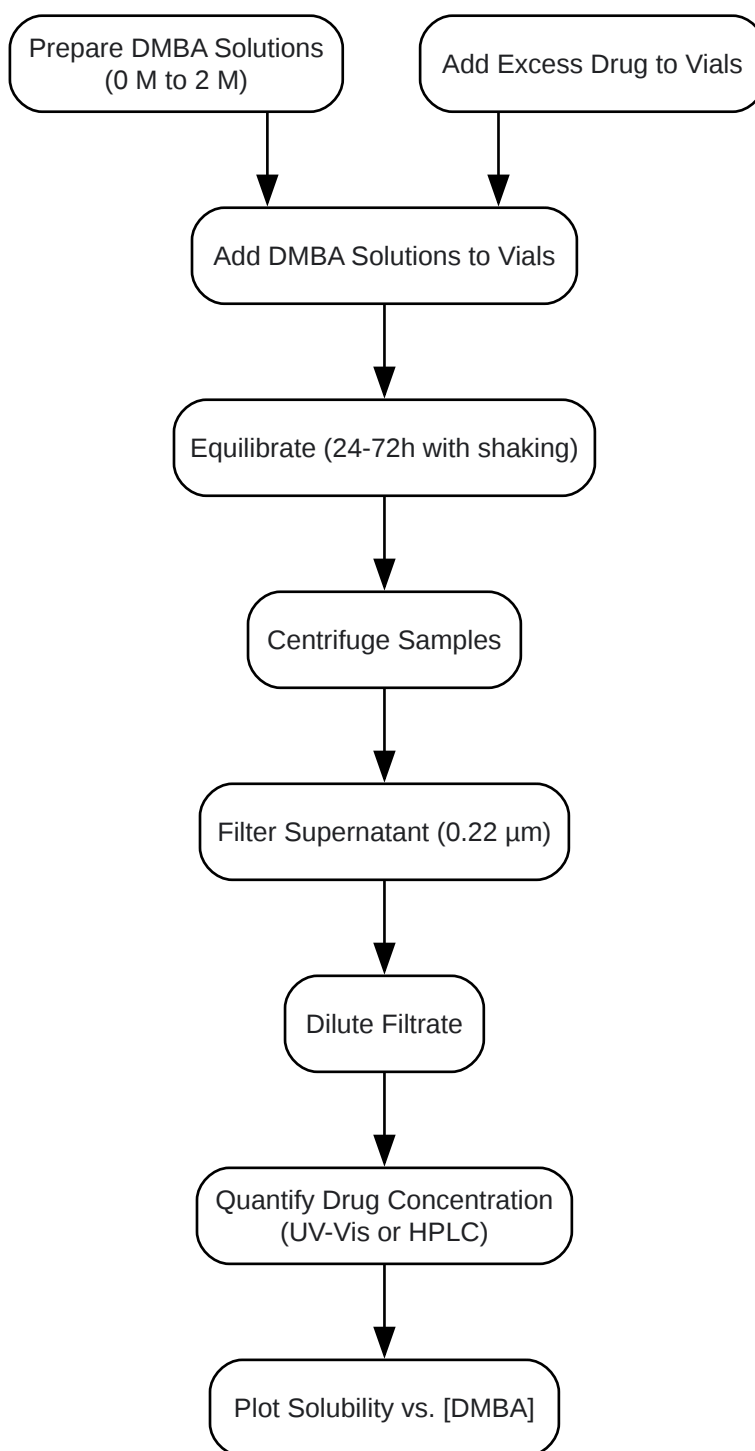 Prepare DMBA Solutions
(0 M to 2 M)
Add Excess Drug to Vials
Add DMBA Solutions to Vials
Equilibrate (24-72h with shaking)
Centrifuge Samples
Filter Supernatant (0.22 µm)
Dilute Filtrate
Quantify Drug Concentration
(UV-Vis or HPLC)
Plot Solubility vs. [DMBA]